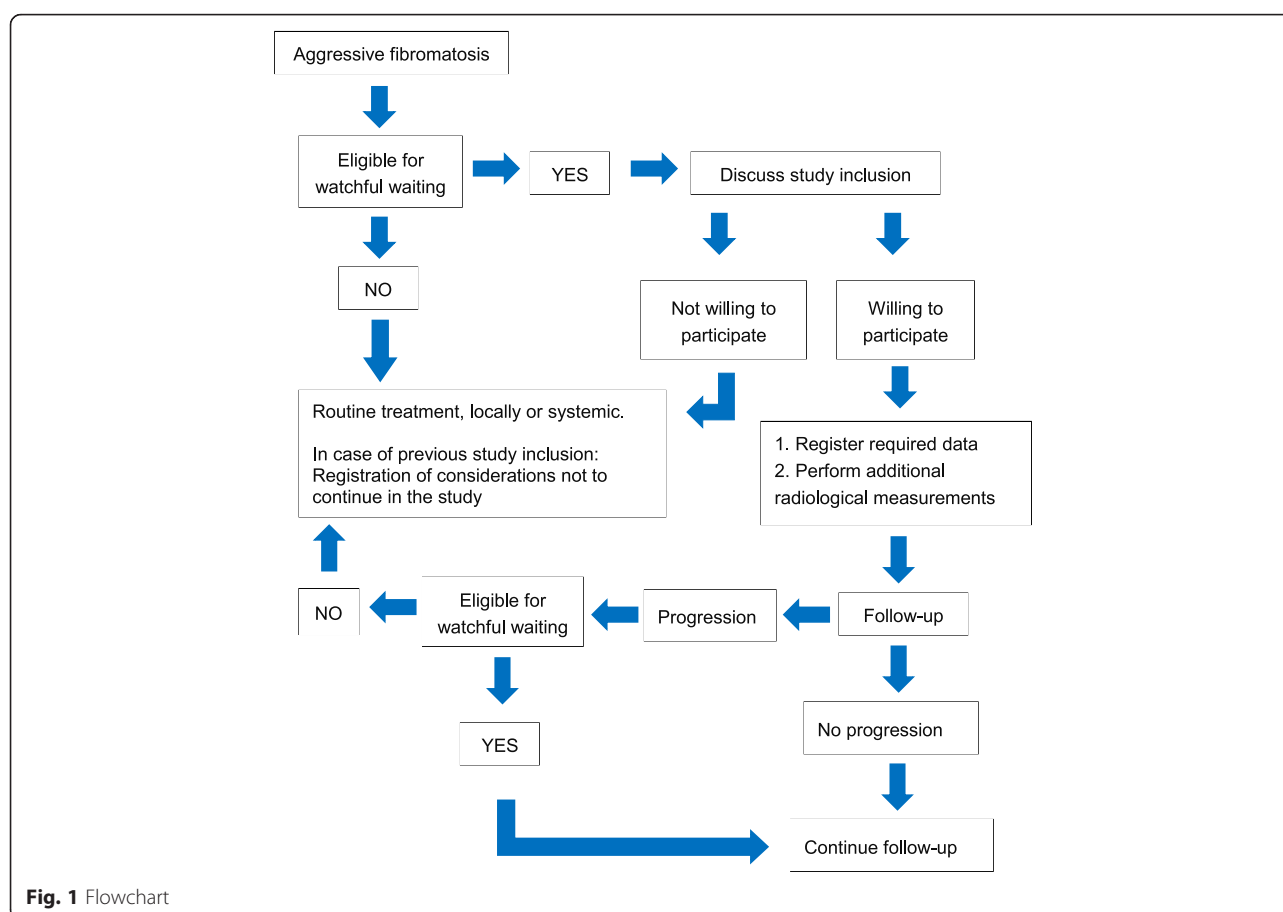 Aggressive fibromatosis
Eligible for
watchful waiting
YES
Discuss study inclusion
NO
Not willing to
participate
Willing to
participate
Routine treatment, locally or systemic.
In case of previous study inclusion:
Registration of considerations not to
continue in the study
1. Register required data
2. Perform additional
radiological measurements
NO
Eligible for
watchful waiting
Progression
Follow-up
YES
No progression
Continue follow-up
Fig. 1 Flowchart